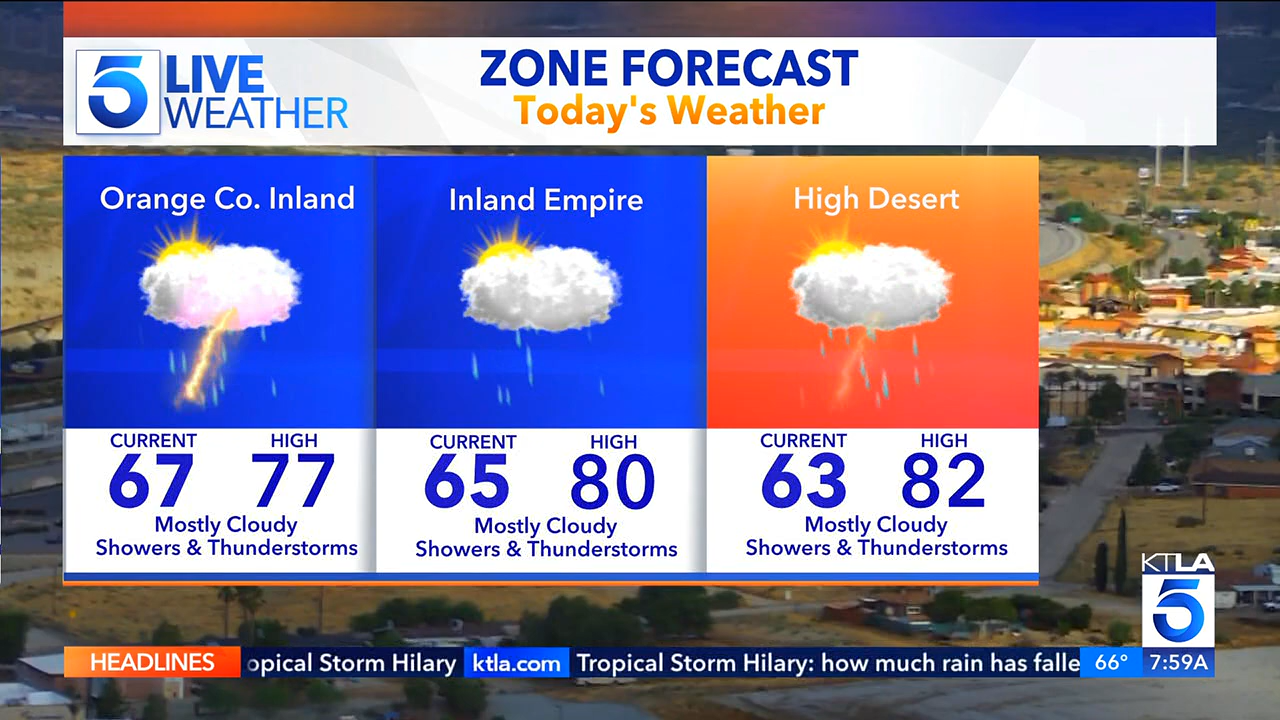 5 LIVE
WEATHER
ZONE FORECAST
Today's Weather
Orange Co. Inland
CURRENT HIGH
67 77
Mostly Cloudy
Showers & Thunderstorms
Inland Empire
CURRENT HIGH
65 80
Mostly Cloudy
Showers & Thunderstorms
High Desert
CURRENT HIGH
63 82
Mostly Cloudy
Showers & Thunderstorms
KTLA
5
HEADLINES opical Storm Hilary ktla.com Tropical Storm Hilary: how much rain has falle 66° 7:59A